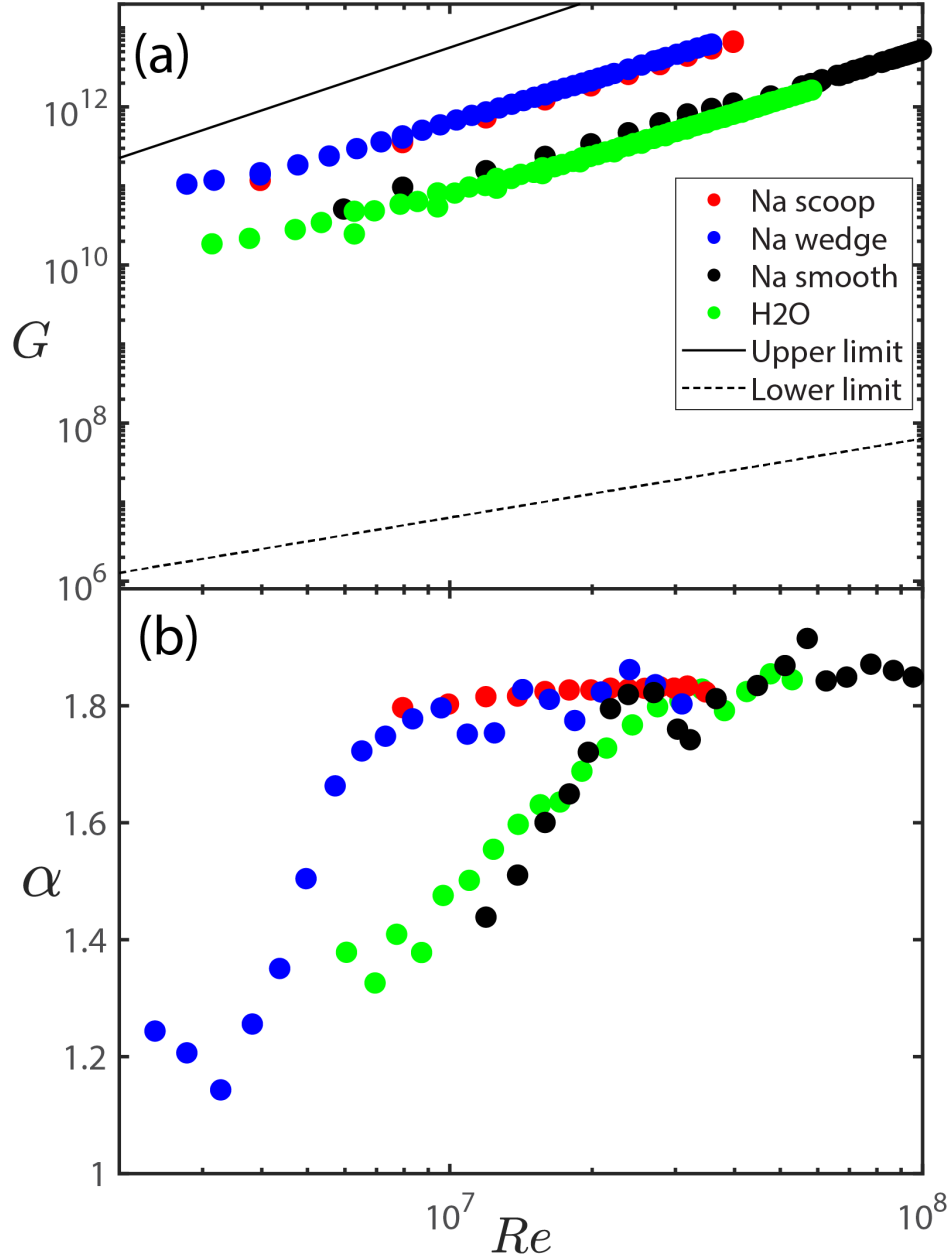 (a)
10^12
10^10
10^8
10^6
G
Na scoop
Na wedge
Na smooth
H2O
Upper limit
Lower limit
(b)
1.8
1.6
1.4
1.2
1
α
10^7
10^8
Re